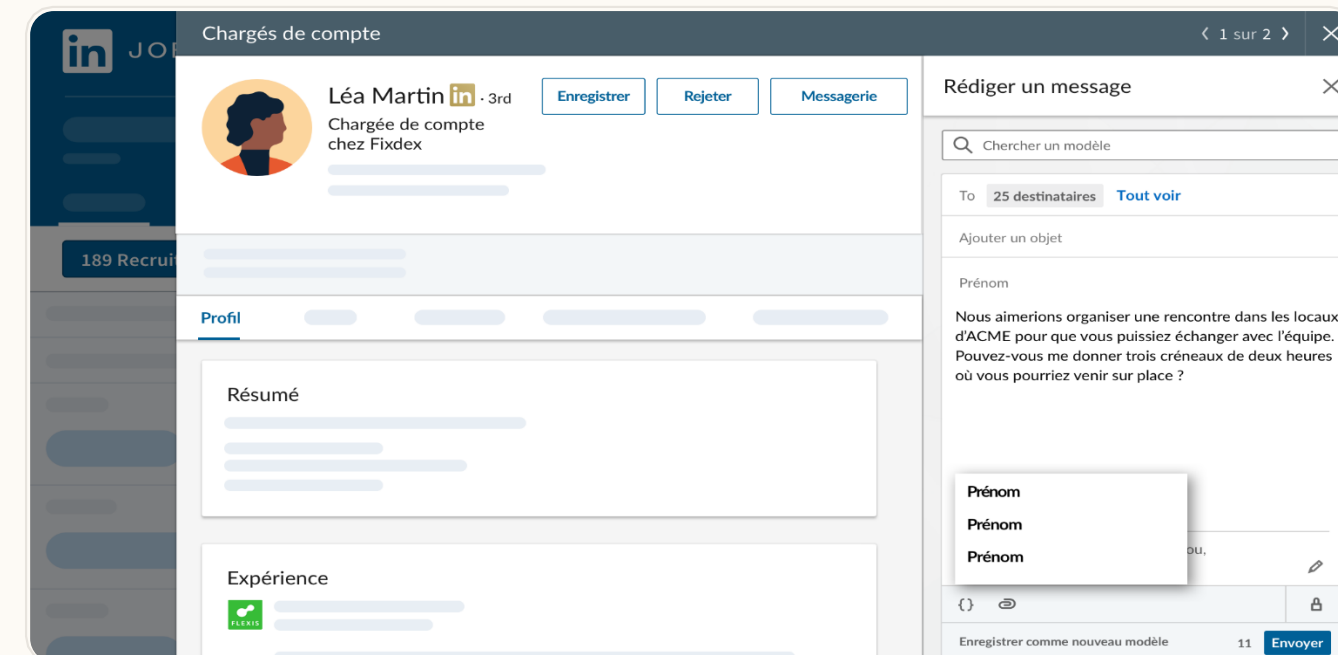 in JO
Chargés de compte
1 sur 2
Léa Martin in · 3rd
Chargée de compte
chez Fixdex
Enregistrer
Rejeter
Messagerie
189 Recrui
Profil
Résumé
Expérience
FLEXIS
Rédiger un message
Chercher un modèle
To 25 destinataires Tout voir
Ajouter un objet
Prénom
Nous aimerions organiser une rencontre dans les locaux
d’ACME pour que vous puissiez échanger avec l’équipe.
Pouvez-vous me donner trois créneaux de deux heures
où vous pourriez venir sur place ?
Prénom
Prénom
Prénom
ou,
{}
Enregistrer comme nouveau modèle
11 Envoyer